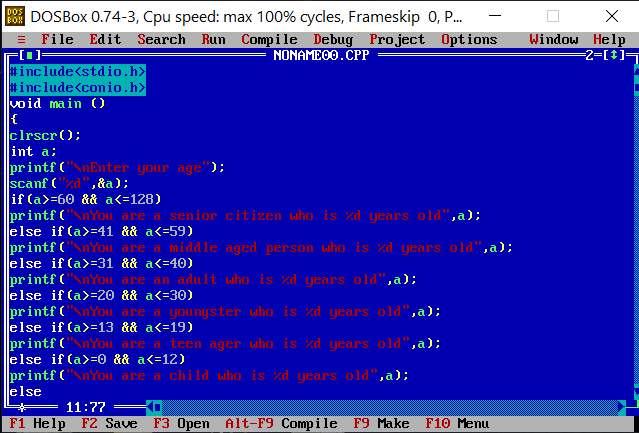 DOS BOX DOSBox 0.74-3, Cpu speed: max 100% cycles, Frameskip 0, P...
≡ File Edit Search Run Compile Debug Project Options Window Help
[■] NONAME00.CPP 2=[↕]
#include<stdio.h>
#include<conio.h>
void main ()
{
clrscr();
int a;
printf("\nEnter your age");
scanf("%d",&a);
if(a>=60 && a<=128)
printf("\nYou are a senior citizen who is %d years old",a);
else if(a>=41 && a<=59)
printf("\nYou are a middle aged person who is %d years old",a);
else if(a>=31 && a<=40)
printf("\nYou are an adult who is %d years old",a);
else if(a>=20 && a<=30)
printf("\nYou are a youngster who is %d years old",a);
else if(a>=13 && a<=19)
printf("\nYou are a teen ager who is %d years old",a);
else if(a>=0 && a<=12)
printf("\nYou are a child who is %d years old",a);
else
11:77
F1 Help F2 Save F3 Open Alt-F9 Compile F9 Make F10 Menu